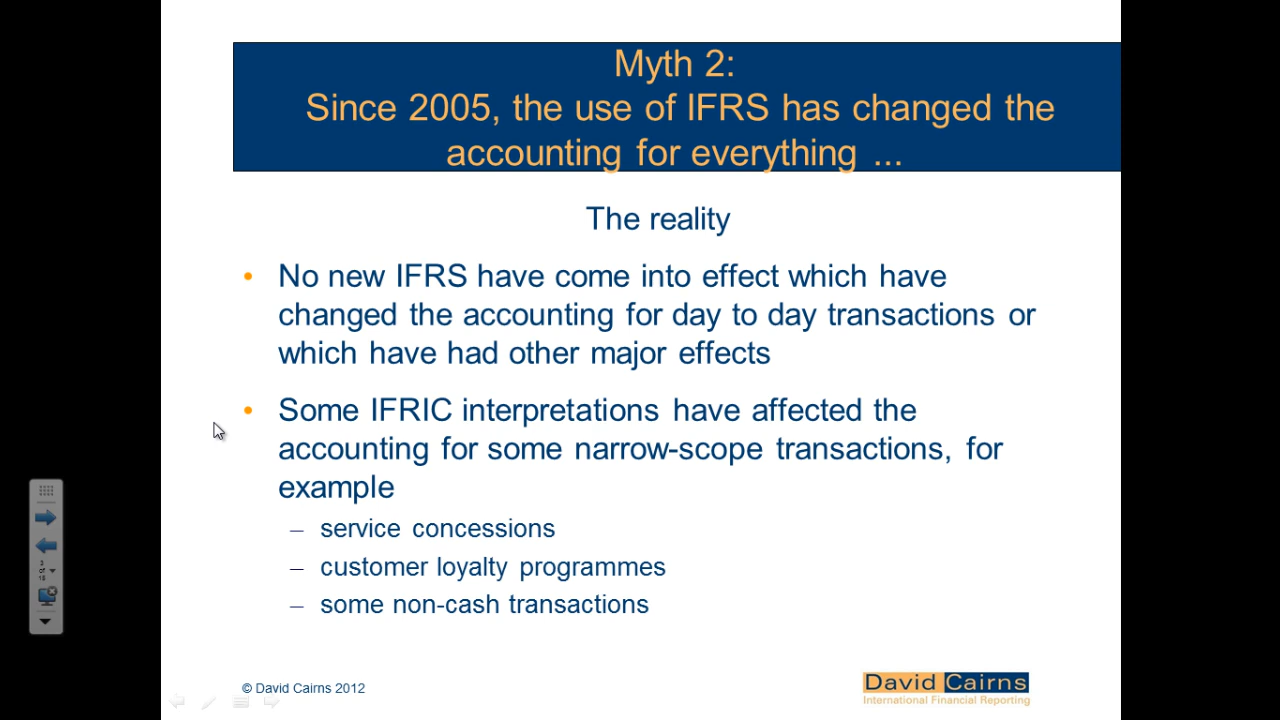 Myth 2:
Since 2005, the use of IFRS has changed the
accounting for everything ...
The reality
• No new IFRS have come into effect which have
changed the accounting for day to day transactions or
which have had other major effects
• Some IFRIC interpretations have affected the
accounting for some narrow-scope transactions, for
example
– service concessions
– customer loyalty programmes
– some non-cash transactions
3
of
18
© David Cairns 2012
David Cairns
International Financial Reporting